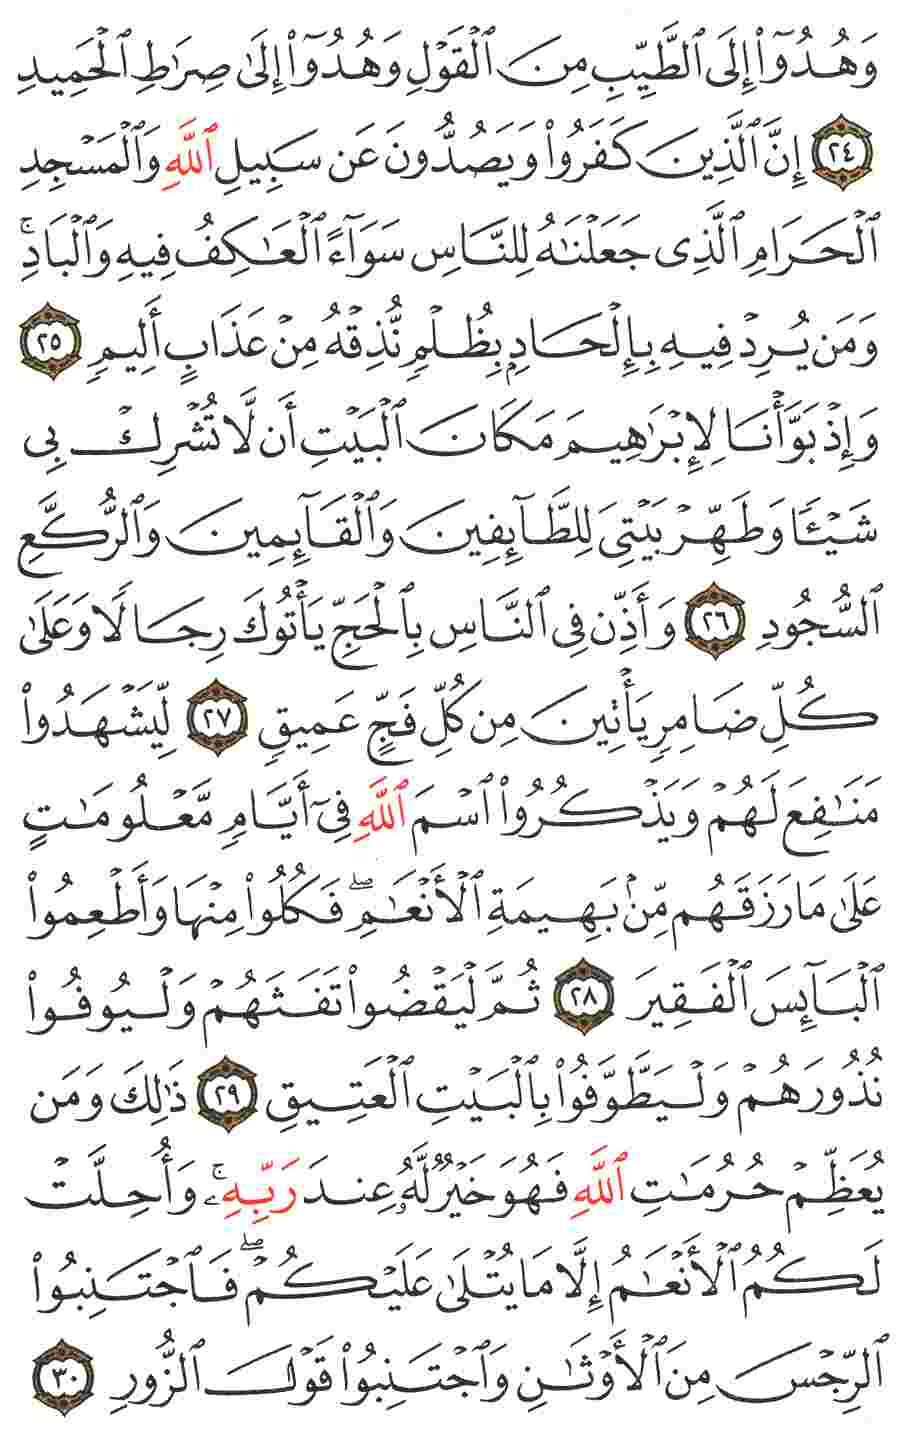 وَهُدُوٓا۟ إِلَى ٱلطَّيِّبِ مِنَ ٱلْقَوْلِ وَهُدُوٓا۟ إِلَىٰ صِرَٰطِ ٱلْحَمِيدِ
﴿٢٤﴾ إِنَّ ٱلَّذِينَ كَفَرُوا۟ وَيَصُدُّونَ عَن سَبِيلِ ٱللَّهِ وَٱلْمَسْجِدِ
ٱلْحَرَامِ ٱلَّذِى جَعَلْنَٰهُ لِلنَّاسِ سَوَآءً ٱلْعَٰكِفُ فِيهِ وَٱلْبَادِ ۚ
وَمَن يُرِدْ فِيهِ بِإِلْحَادٍۭ بِظُلْمٍ نُّذِقْهُ مِنْ عَذَابٍ أَلِيمٍ ﴿٢٥﴾
وَإِذْ بَوَّأْنَا لِإِبْرَٰهِيمَ مَكَانَ ٱلْبَيْتِ أَن لَّا تُشْرِكْ بِى
شَيْـًٔا وَطَهِّرْ بَيْتِىَ لِلطَّآئِفِينَ وَٱلْقَآئِمِينَ وَٱلرُّكَّعِ
ٱلسُّجُودِ ﴿٢٦﴾ وَأَذِّن فِى ٱلنَّاسِ بِٱلْحَجِّ يَأْتُوكَ رِجَالًا وَعَلَىٰ
كُلِّ ضَامِرٍ يَأْتِينَ مِن كُلِّ فَجٍّ عَمِيقٍ ﴿٢٧﴾ لِّيَشْهَدُوا۟
مَنَٰفِعَ لَهُمْ وَيَذْكُرُوا۟ ٱسْمَ ٱللَّهِ فِىٓ أَيَّامٍ مَّعْلُومَٰتٍ
عَلَىٰ مَا رَزَقَهُم مِّنۢ بَهِيمَةِ ٱلْأَنْعَٰمِ ۖ فَكُلُوا۟ مِنْهَا وَأَطْعِمُوا۟
ٱلْبَآئِسَ ٱلْفَقِيرَ ﴿٢٨﴾ ثُمَّ لْيَقْضُوا۟ تَفَثَهُمْ وَلْيُوفُوا۟
نُذُورَهُمْ وَلْيَطَّوَّفُوا۟ بِٱلْبَيْتِ ٱلْعَتِيقِ ﴿٢٩﴾ ذَٰلِكَ وَمَن
يُعَظِّمْ حُرُمَٰتِ ٱللَّهِ فَهُوَ خَيْرٌ لَّهُۥ عِندَ رَبِّهِۦ ۗ وَأُحِلَّتْ
لَكُمُ ٱلْأَنْعَٰمُ إِلَّا مَا يُتْلَىٰ عَلَيْكُمْ ۖ فَٱجْتَنِبُوا۟
ٱلرِّجْسَ مِنَ ٱلْأَوْثَٰنِ وَٱجْتَنِبُوا۟ قَوْلَ ٱلزُّورِ ﴿٣٠﴾